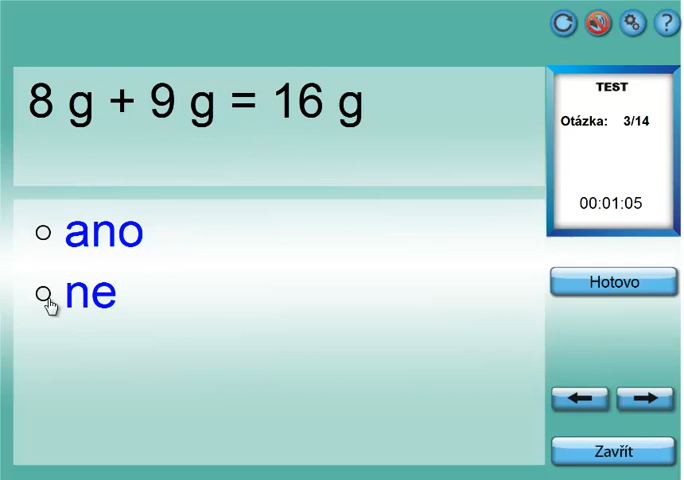 8 g + 9 g = 16 g
ano
ne
TEST
Otázka: 3/14
00:01:05
Hotovo
Zavřít
?